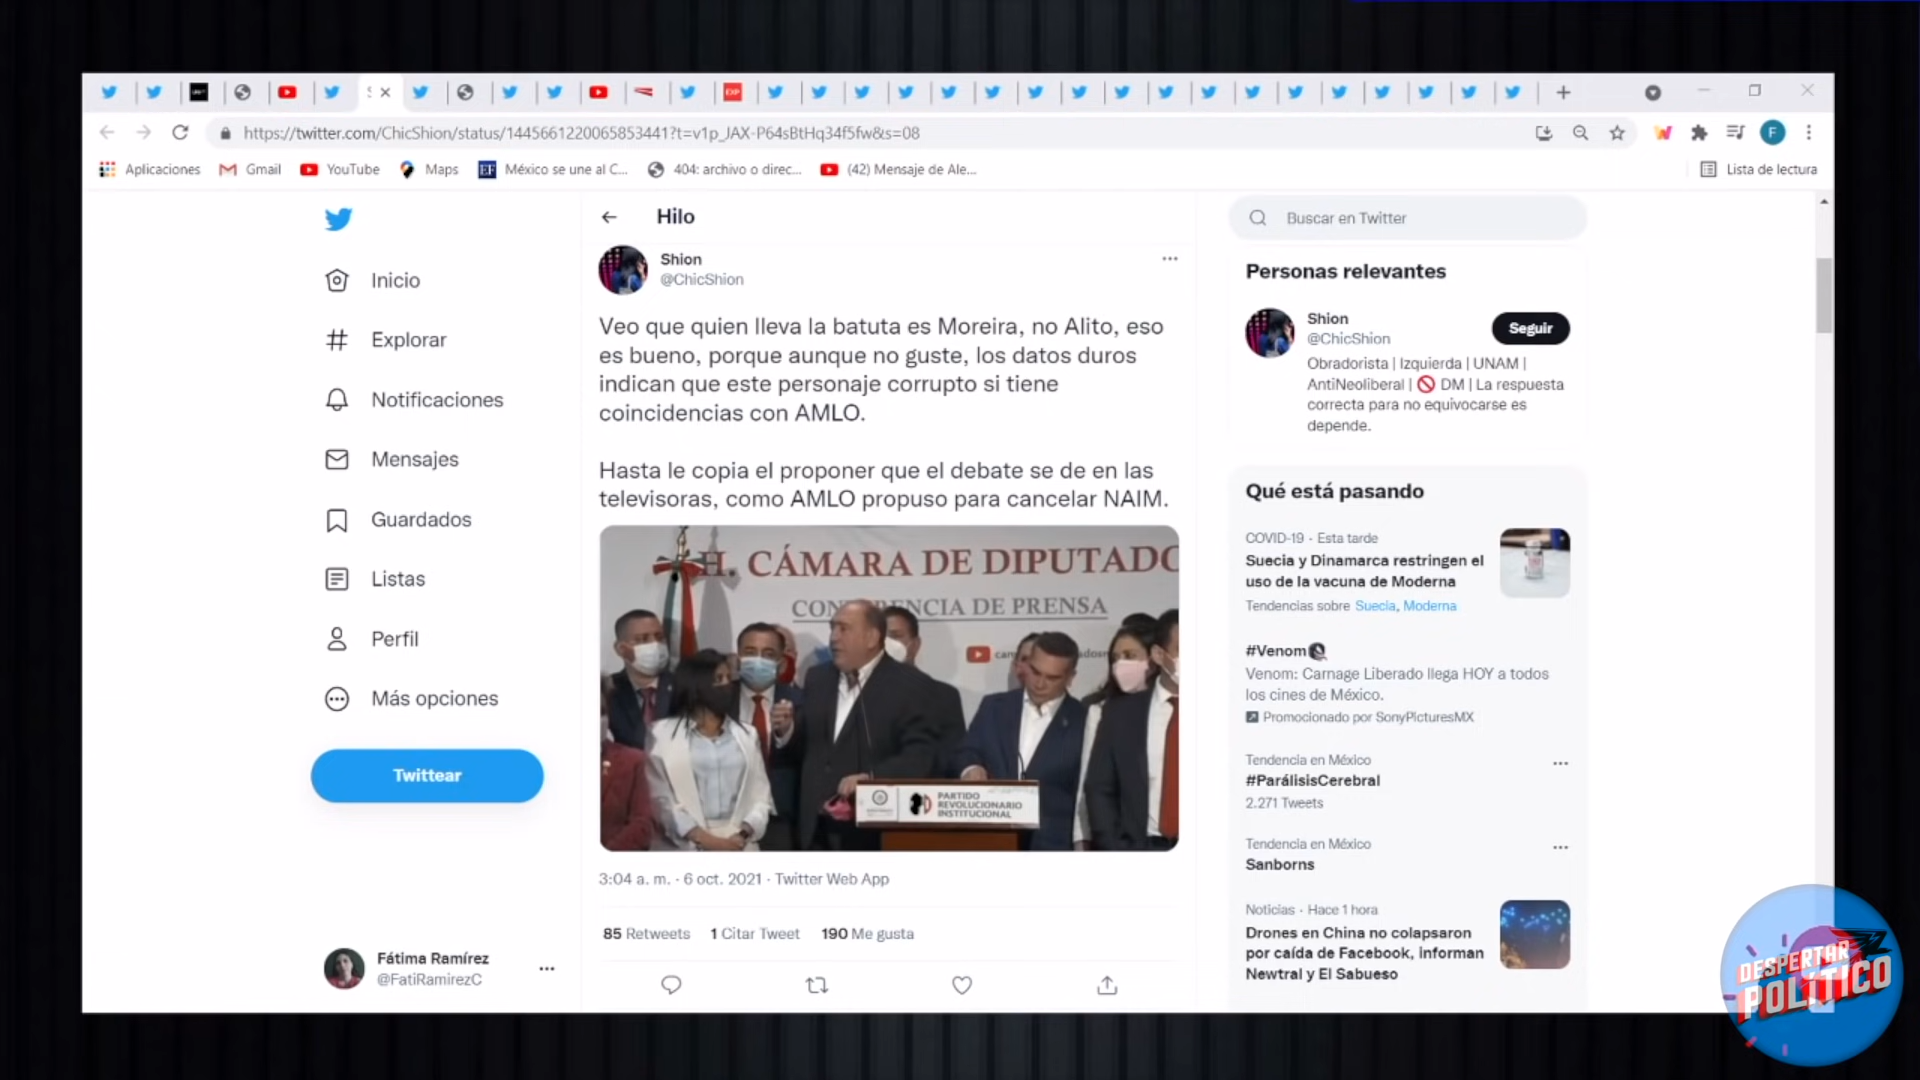 https://twitter.com/ChicShion/status/1445661220065853441?t=v1p_JAX-P64sBtHq34f5fw&s=08
F
Aplicaciones
Gmail
YouTube
Maps
EF
México se une al C...
404: archivo o direc...
(42) Mensaje de Ale...
Lista de lectura
Inicio
Explorar
Notificaciones
Mensajes
Guardados
Listas
Perfil
Más opciones
Twittear
Fátima Ramírez
@FatiRamirezC
Hilo
Shion
@ChicShion
Veo que quien lleva la batuta es Moreira, no Alito, eso
es bueno, porque aunque no guste, los datos duros
indican que este personaje corrupto si tiene
coincidencias con AMLO.
Hasta le copia el proponer que el debate se de en las
televisoras, como AMLO propuso para cancelar NAIM.
H. CÁMARA DE DIPUTADO
CONFERENCIA DE PRENSA
PARTIDO
REVOLUCIONARIO
INSTITUCIONAL
3:04 a. m. · 6 oct. 2021 · Twitter Web App
85 Retweets 1 Citar Tweet 190 Me gusta
Buscar en Twitter
Personas relevantes
Shion
@ChicShion
Seguir
Obradorista | Izquierda | UNAM |
AntiNeoliberal | 🚫 DM | La respuesta
correcta para no equivocarse es
depende.
Qué está pasando
COVID-19 · Esta tarde
Suecia y Dinamarca restringen el
uso de la vacuna de Moderna
Tendencias sobre Suecia, Moderna
#Venom
Venom: Carnage Liberado llega HOY a todos
los cines de México.
Promocionado por SonyPicturesMX
Tendencia en México
#ParálisisCerebral
2.271 Tweets
Tendencia en México
Sanborns
Noticias · Hace 1 hora
Drones en China no colapsaron
por caída de Facebook, informan
Newtral y El Sabueso
DESPERTAR
POLÍTICO